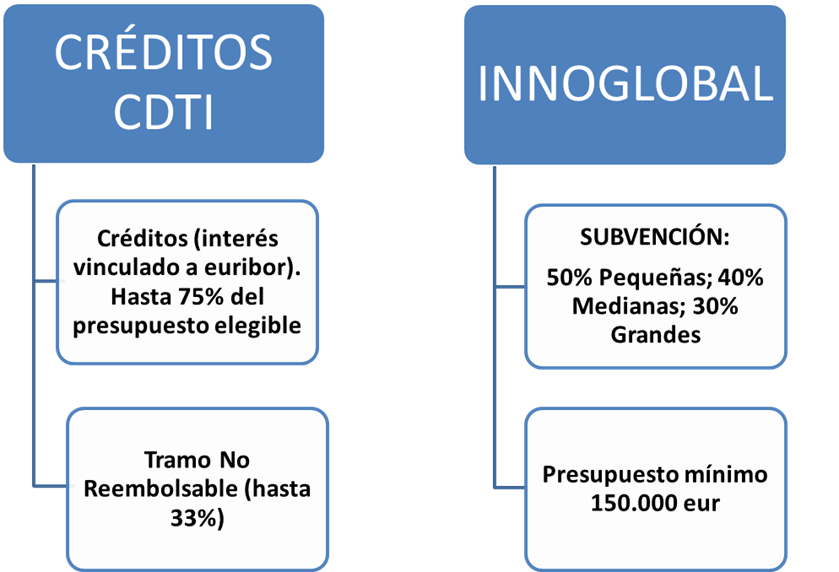 CRÉDITOS
CDTI
Créditos (interés
vinculado a euribor).
Hasta 75% del
presupuesto elegible
Tramo No
Reembolsable (hasta
33%)
INNOGLOBAL
SUBVENCIÓN:
50% Pequeñas; 40%
Medianas; 30%
Grandes
Presupuesto mínimo
150.000 eur